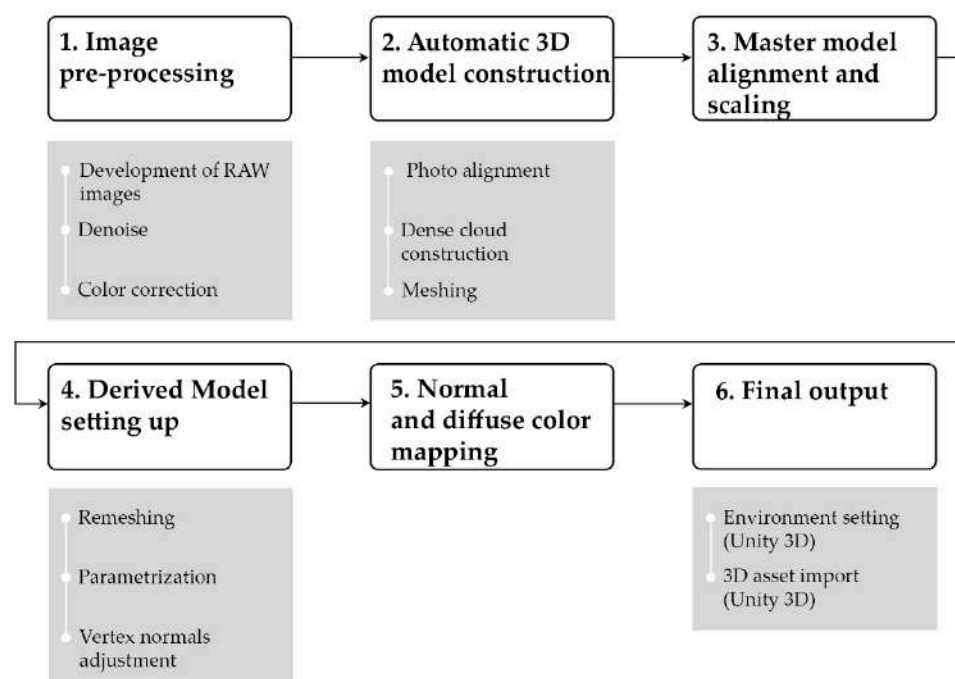 1. Image
pre-processing
2. Automatic 3D
model construction
3. Master model
alignment and
scaling
Development of RAW
images
Denoise
Color correction
Photo alignment
Dense cloud
construction
Meshing
4. Derived Model
setting up
5. Normal
and diffuse color
mapping
6. Final output
Remeshing
Parametrization
Vertex normals
adjustment
Environment setting
(Unity 3D)
3D asset import
(Unity 3D)